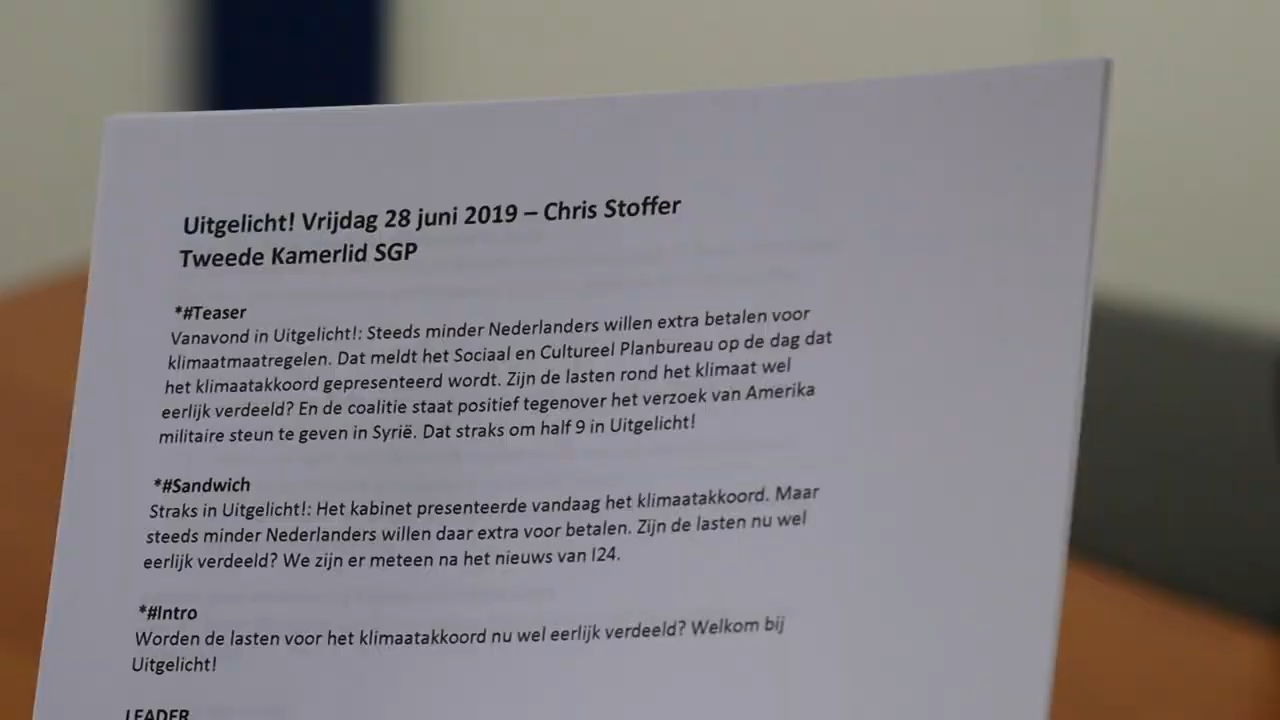 Uitgelicht! Vrijdag 28 juni 2019 – Chris Stoffer
Tweede Kamerlid SGP
*#Teaser
Vanavond in Uitgelicht!: Steeds minder Nederlanders willen extra betalen voor
klimaatmaatregelen. Dat meldt het Sociaal en Cultureel Planbureau op de dag dat
het klimaatakkoord gepresenteerd wordt. Zijn de lasten rond het klimaat wel
eerlijk verdeeld? En de coalitie staat positief tegenover het verzoek van Amerika
militaire steun te geven in Syrië. Dat straks om half 9 in Uitgelicht!
*#Sandwich
Straks in Uitgelicht!: Het kabinet presenteerde vandaag het klimaatakkoord. Maar
steeds minder Nederlanders willen daar extra voor betalen. Zijn de lasten nu wel
eerlijk verdeeld? We zijn er meteen na het nieuws van I24.
*#Intro
Worden de lasten voor het klimaatakkoord nu wel eerlijk verdeeld? Welkom bij
Uitgelicht!
LEADER